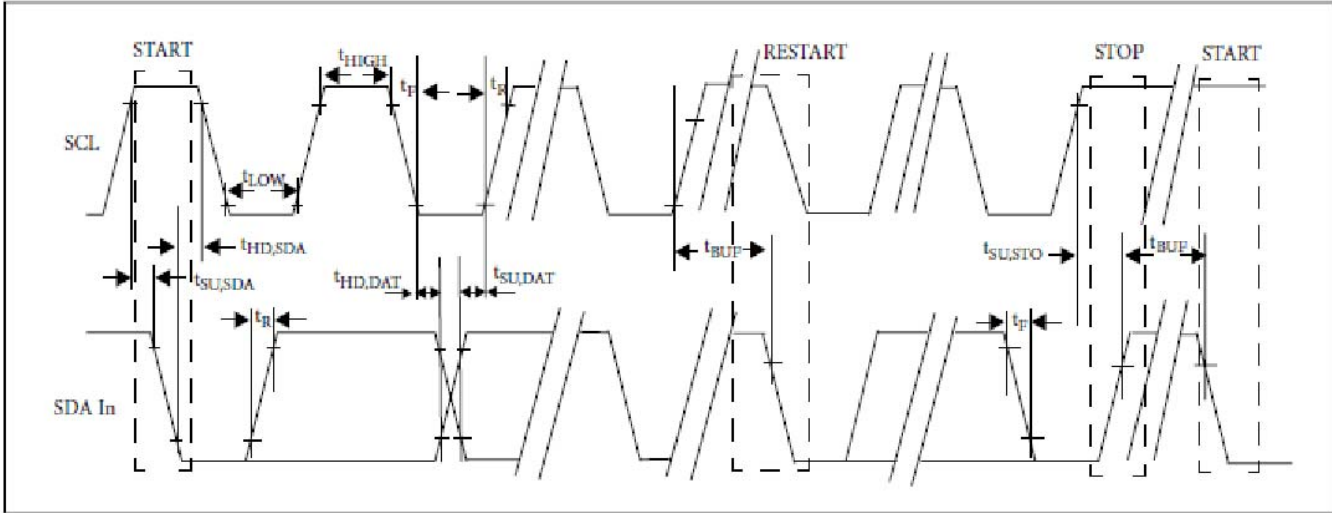 START
RESTART
STOP
START
tHIGH
tF
tR
SCL
tLOW
tHD,SDA
tBUF
tSU,STO
tBUF
tSU,SDA
tHD,DAT
tSU,DAT
tR
tF
SDA In